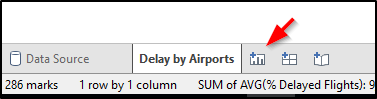 Data Source Delay by Airports
286 marks 1 row by 1 column SUM of AVG(% Delayed Flights): 9